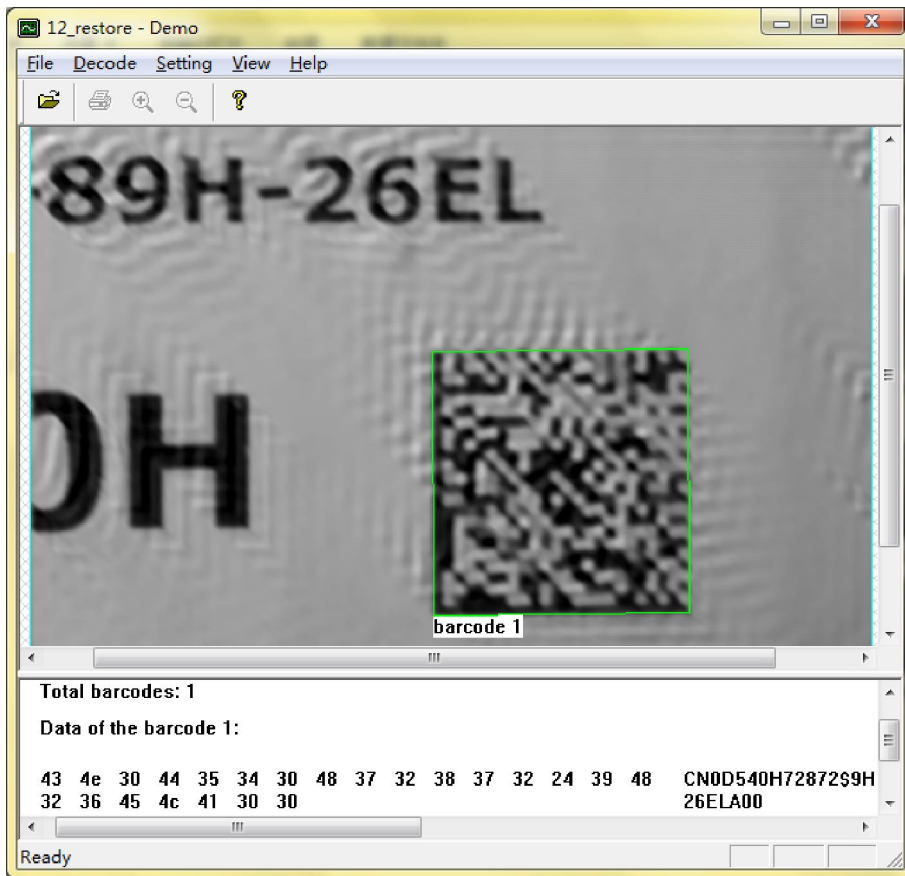 12_restore - Demo
File Decode Setting View Help
89H-26EL
0H
barcode 1
Total barcodes: 1
Data of the barcode 1:
43 4e 30 44 35 34 30 48 37 32 38 37 32 24 39 48 CN0D540H72872$9H
32 36 45 4c 41 30 30 26ELA00
Ready